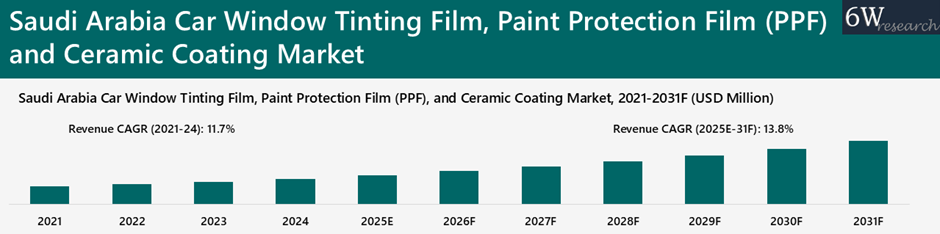 Saudi Arabia Car Window Tinting Film, Paint Protection Film (PPF)
and Ceramic Coating Market
6W
research
Saudi Arabia Car Window Tinting Film, Paint Protection Film (PPF), and Ceramic Coating Market, 2021-2031F (USD Million)
Revenue CAGR (2021-24): 11.7%
Revenue CAGR (2025E-31F): 13.8%
2021 2022 2023 2024 2025E 2026F 2027F 2028F 2029F 2030F 2031F